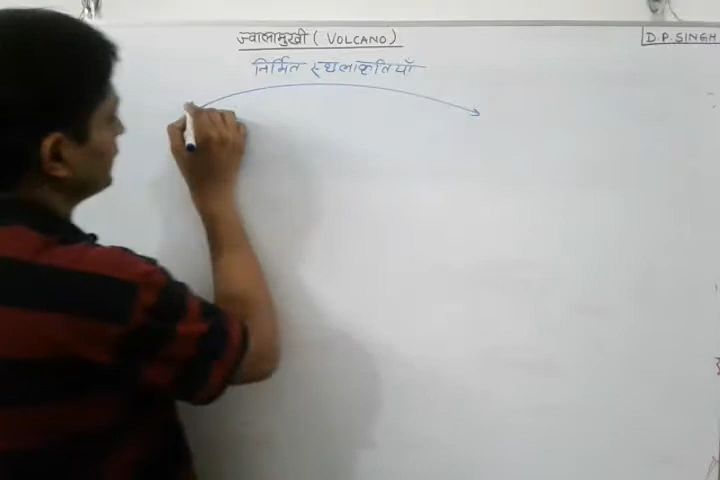 ज्वालामुखी ( VOLCANO )
D.P. SINGH
निर्मित स्थलाकृतियाँ